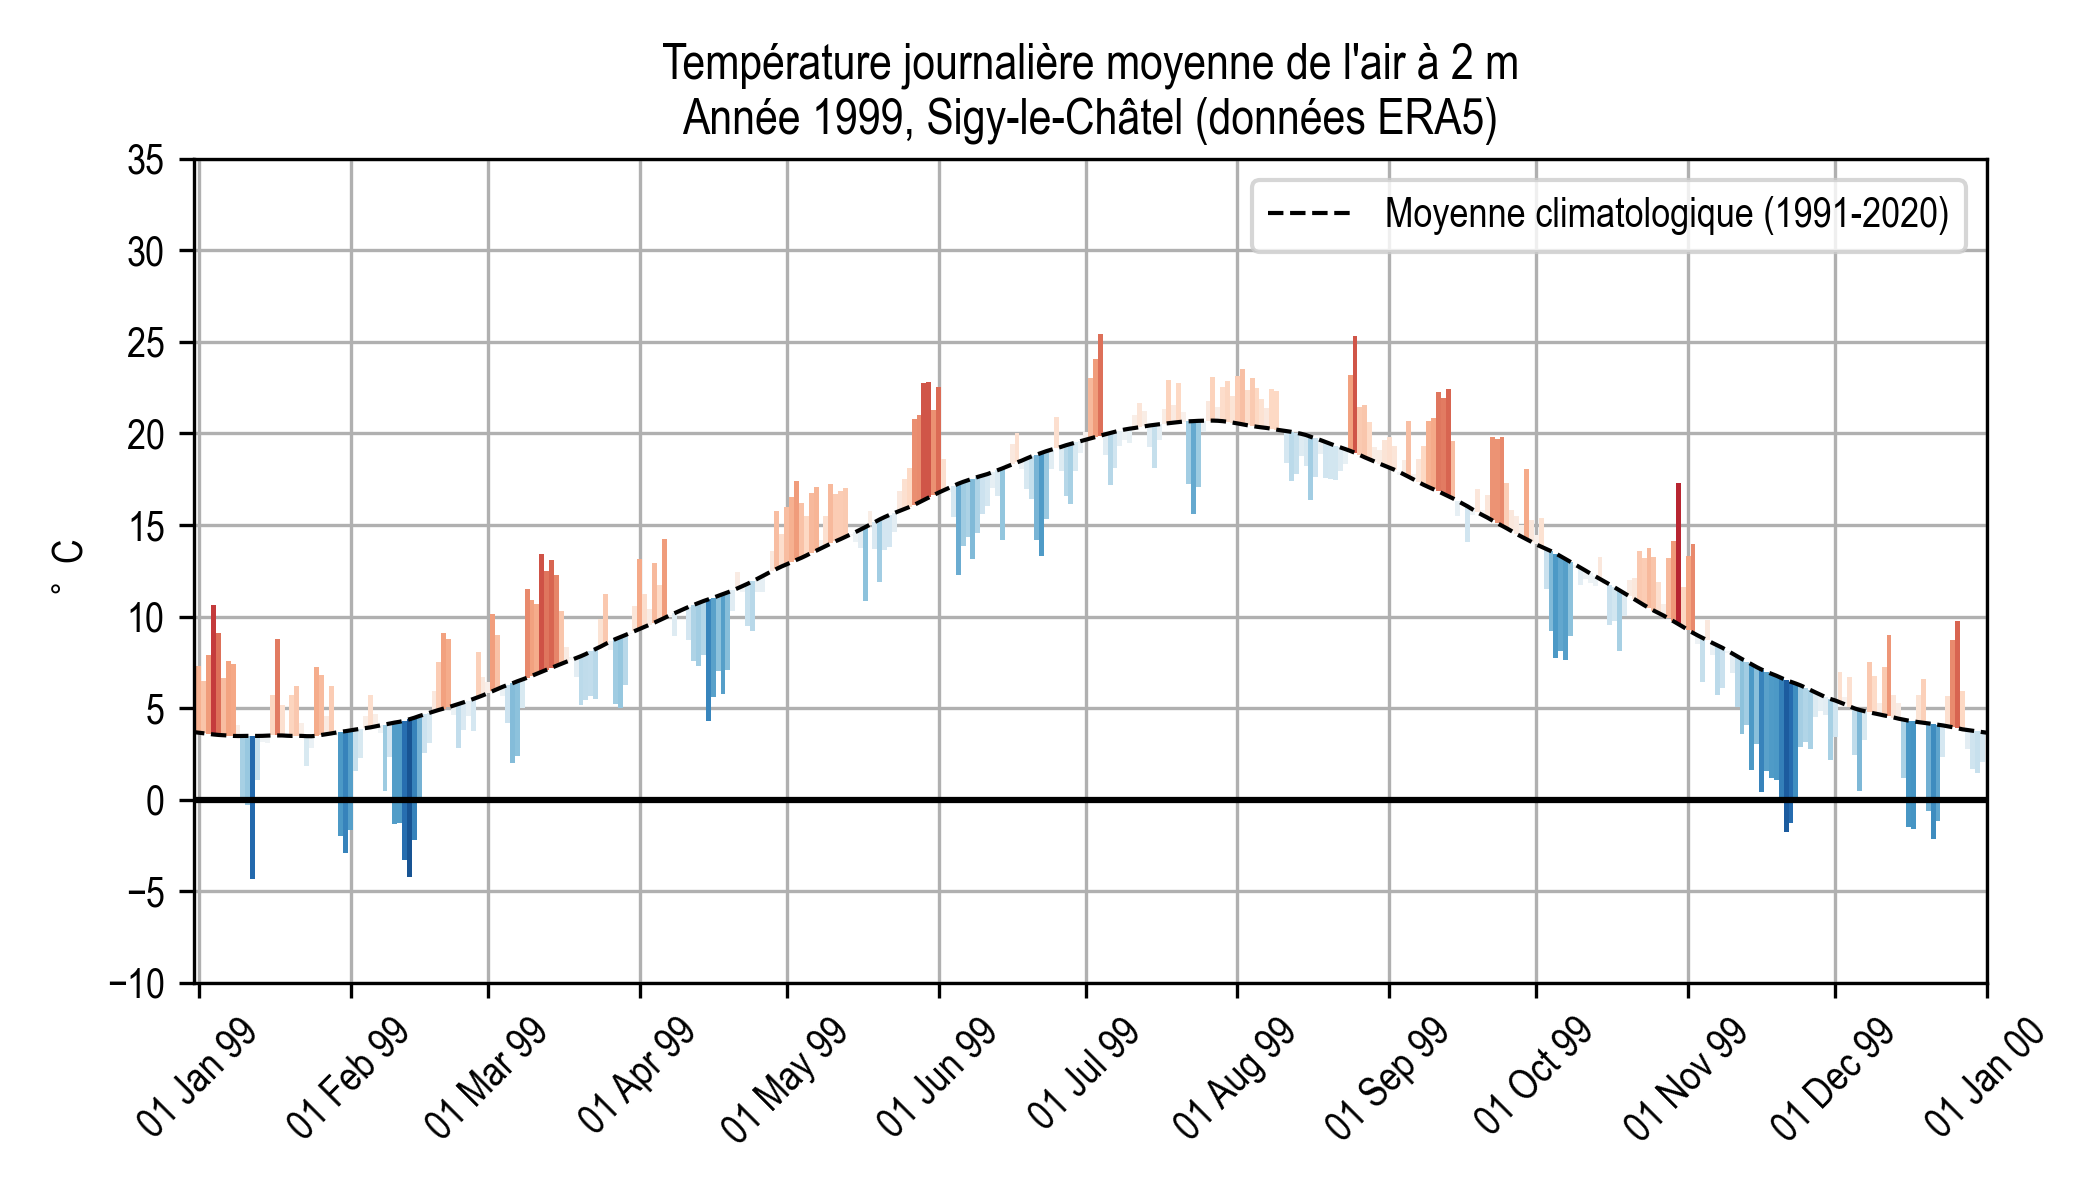 Température journalière moyenne de l'air à 2 m
Année 1999, Sigy-le-Châtel (données ERA5)
Moyenne climatologique (1991-2020)
° C
35
30
25
20
15
10
5
0
−5
−10
01 Jan 99
01 Feb 99
01 Mar 99
01 Apr 99
01 May 99
01 Jun 99
01 Jul 99
01 Aug 99
01 Sep 99
01 Oct 99
01 Nov 99
01 Dec 99
01 Jan 00